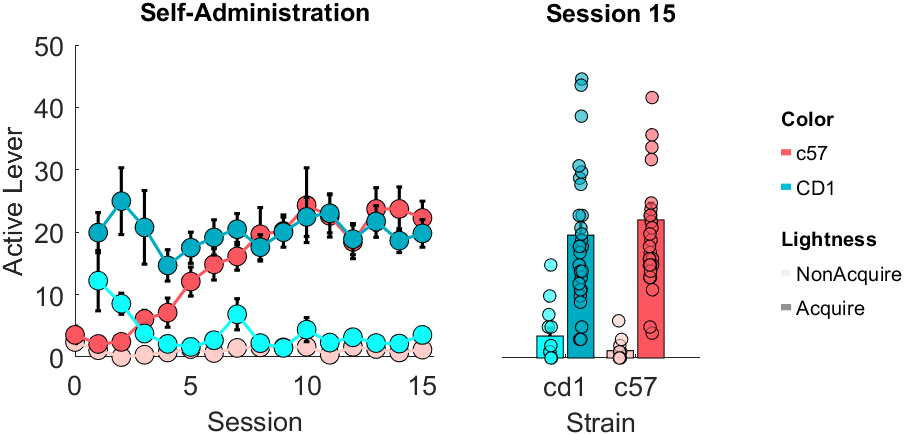 Self-Administration
Session 15
50
40
30
20
10
0
Active Lever
0 5 10 15
Session
cd1 c57
Strain
Color
c57
CD1
Lightness
NonAcquire
Acquire